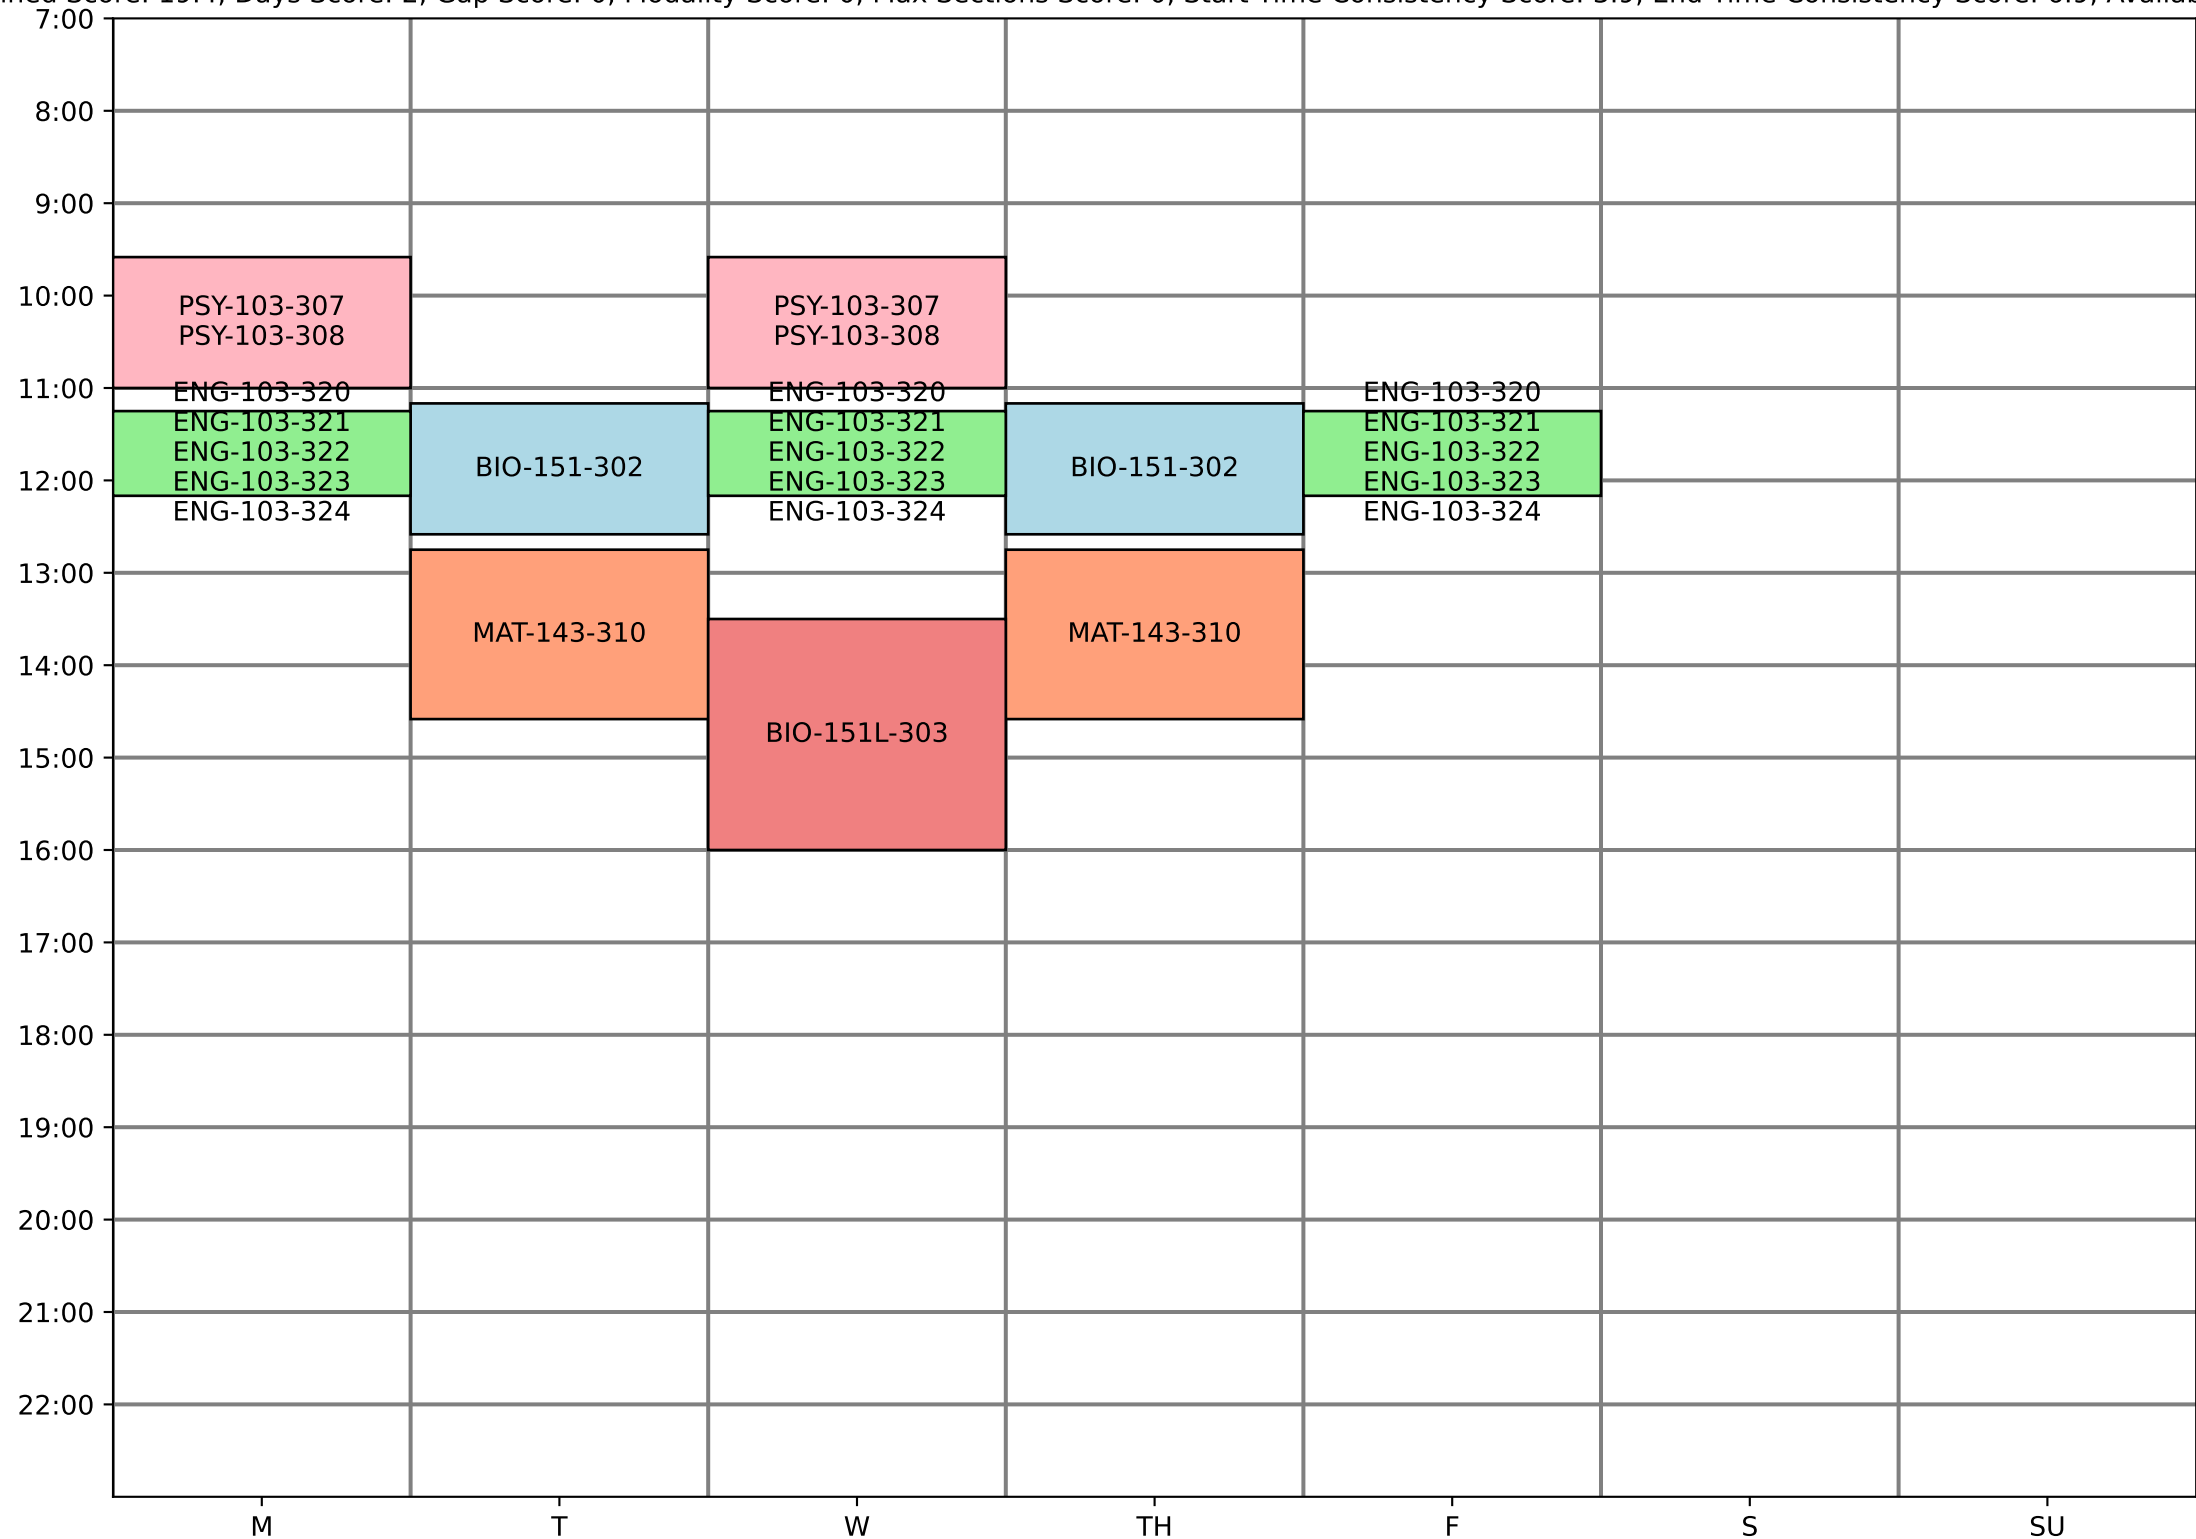 7:00
8:00
9:00
10:00
11:00
12:00
13:00
14:00
15:00
16:00
17:00
18:00
19:00
20:00
21:00
22:00
PSY-103-307
PSY-103-308
PSY-103-307
PSY-103-308
ENG-103-320
ENG-103-321
ENG-103-322
ENG-103-323
ENG-103-324
BIO-151-302
ENG-103-320
ENG-103-321
ENG-103-322
ENG-103-323
ENG-103-324
BIO-151-302
ENG-103-320
ENG-103-321
ENG-103-322
ENG-103-323
ENG-103-324
MAT-143-310
MAT-143-310
BIO-151L-303
M T W TH F S SU